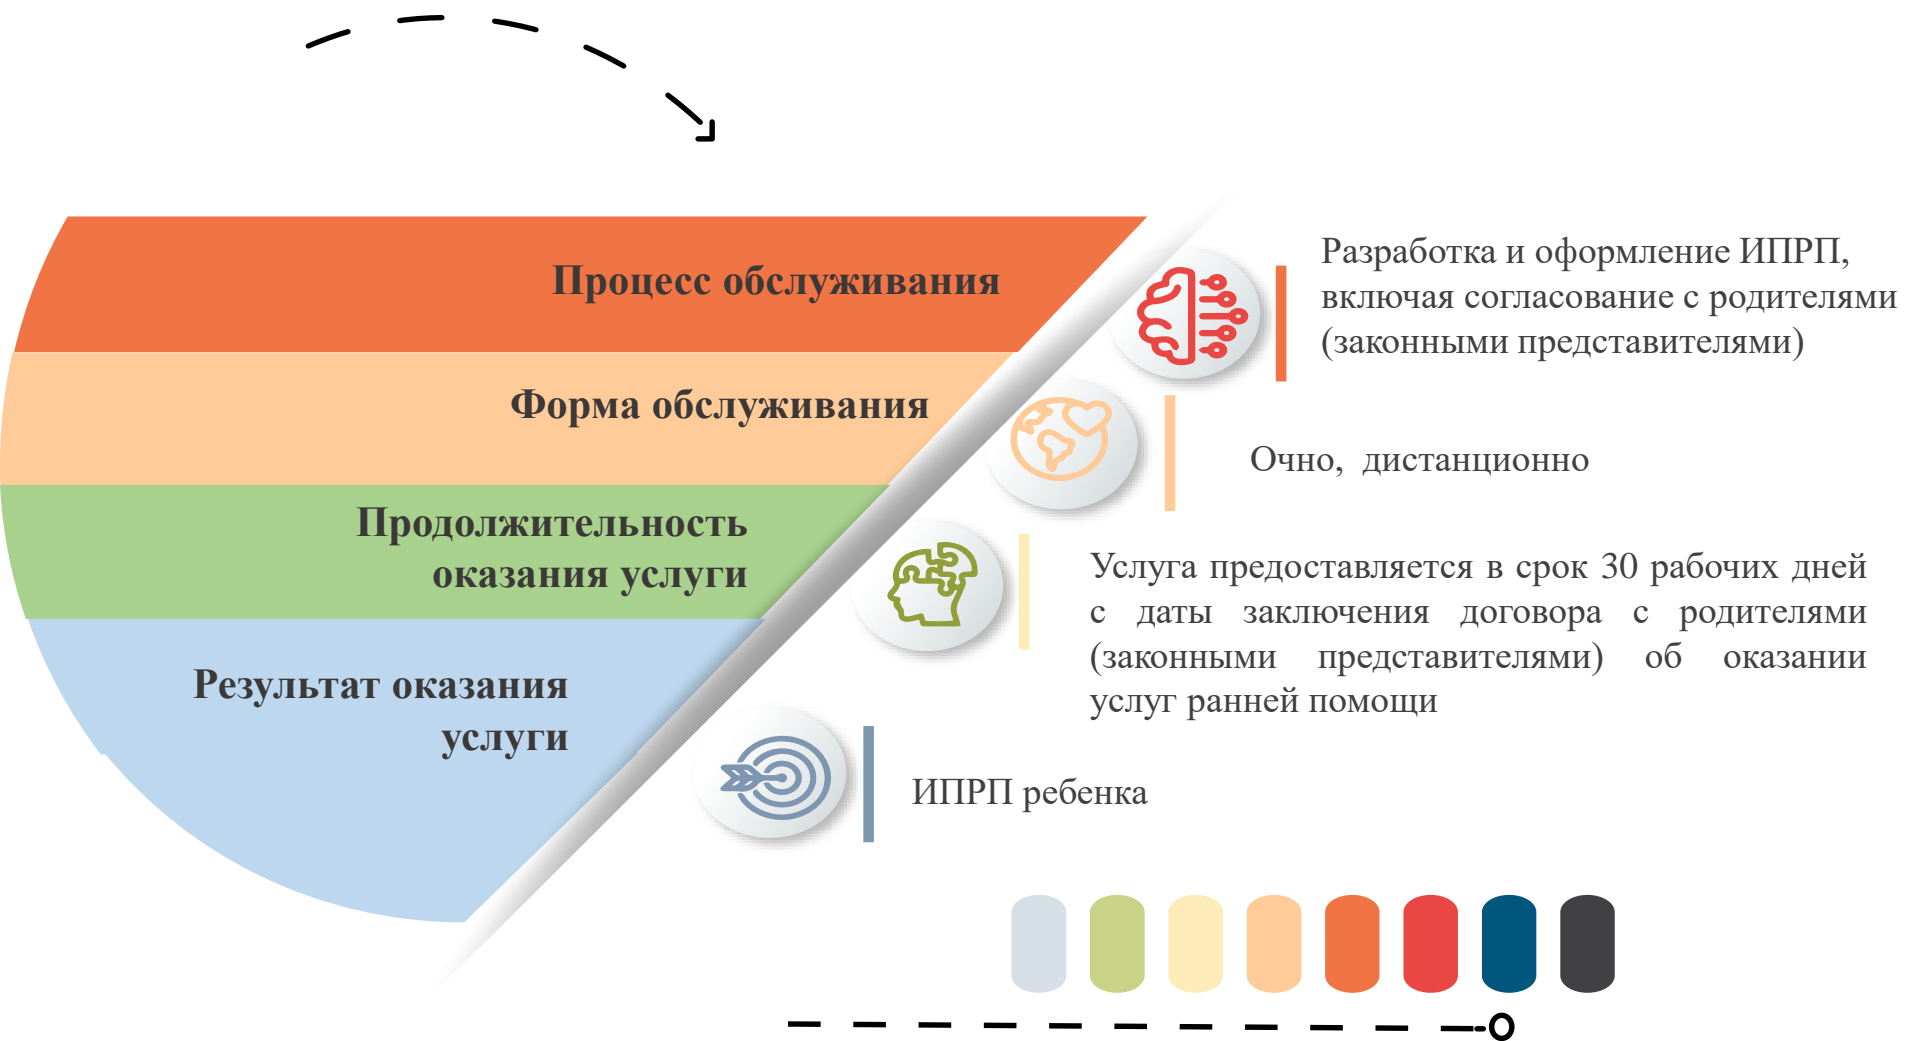 Процесс обслуживания
Разработка и оформление ИПРП,
включая согласование с родителями
(законными представителями)
Форма обслуживания
Очно, дистанционно
Продолжительность
оказания услуги
Услуга предоставляется в срок 30 рабочих дней
с даты заключения договора с родителями
(законными представителями) об оказании
услуг ранней помощи
Результат оказания
услуги
ИПРП ребенка